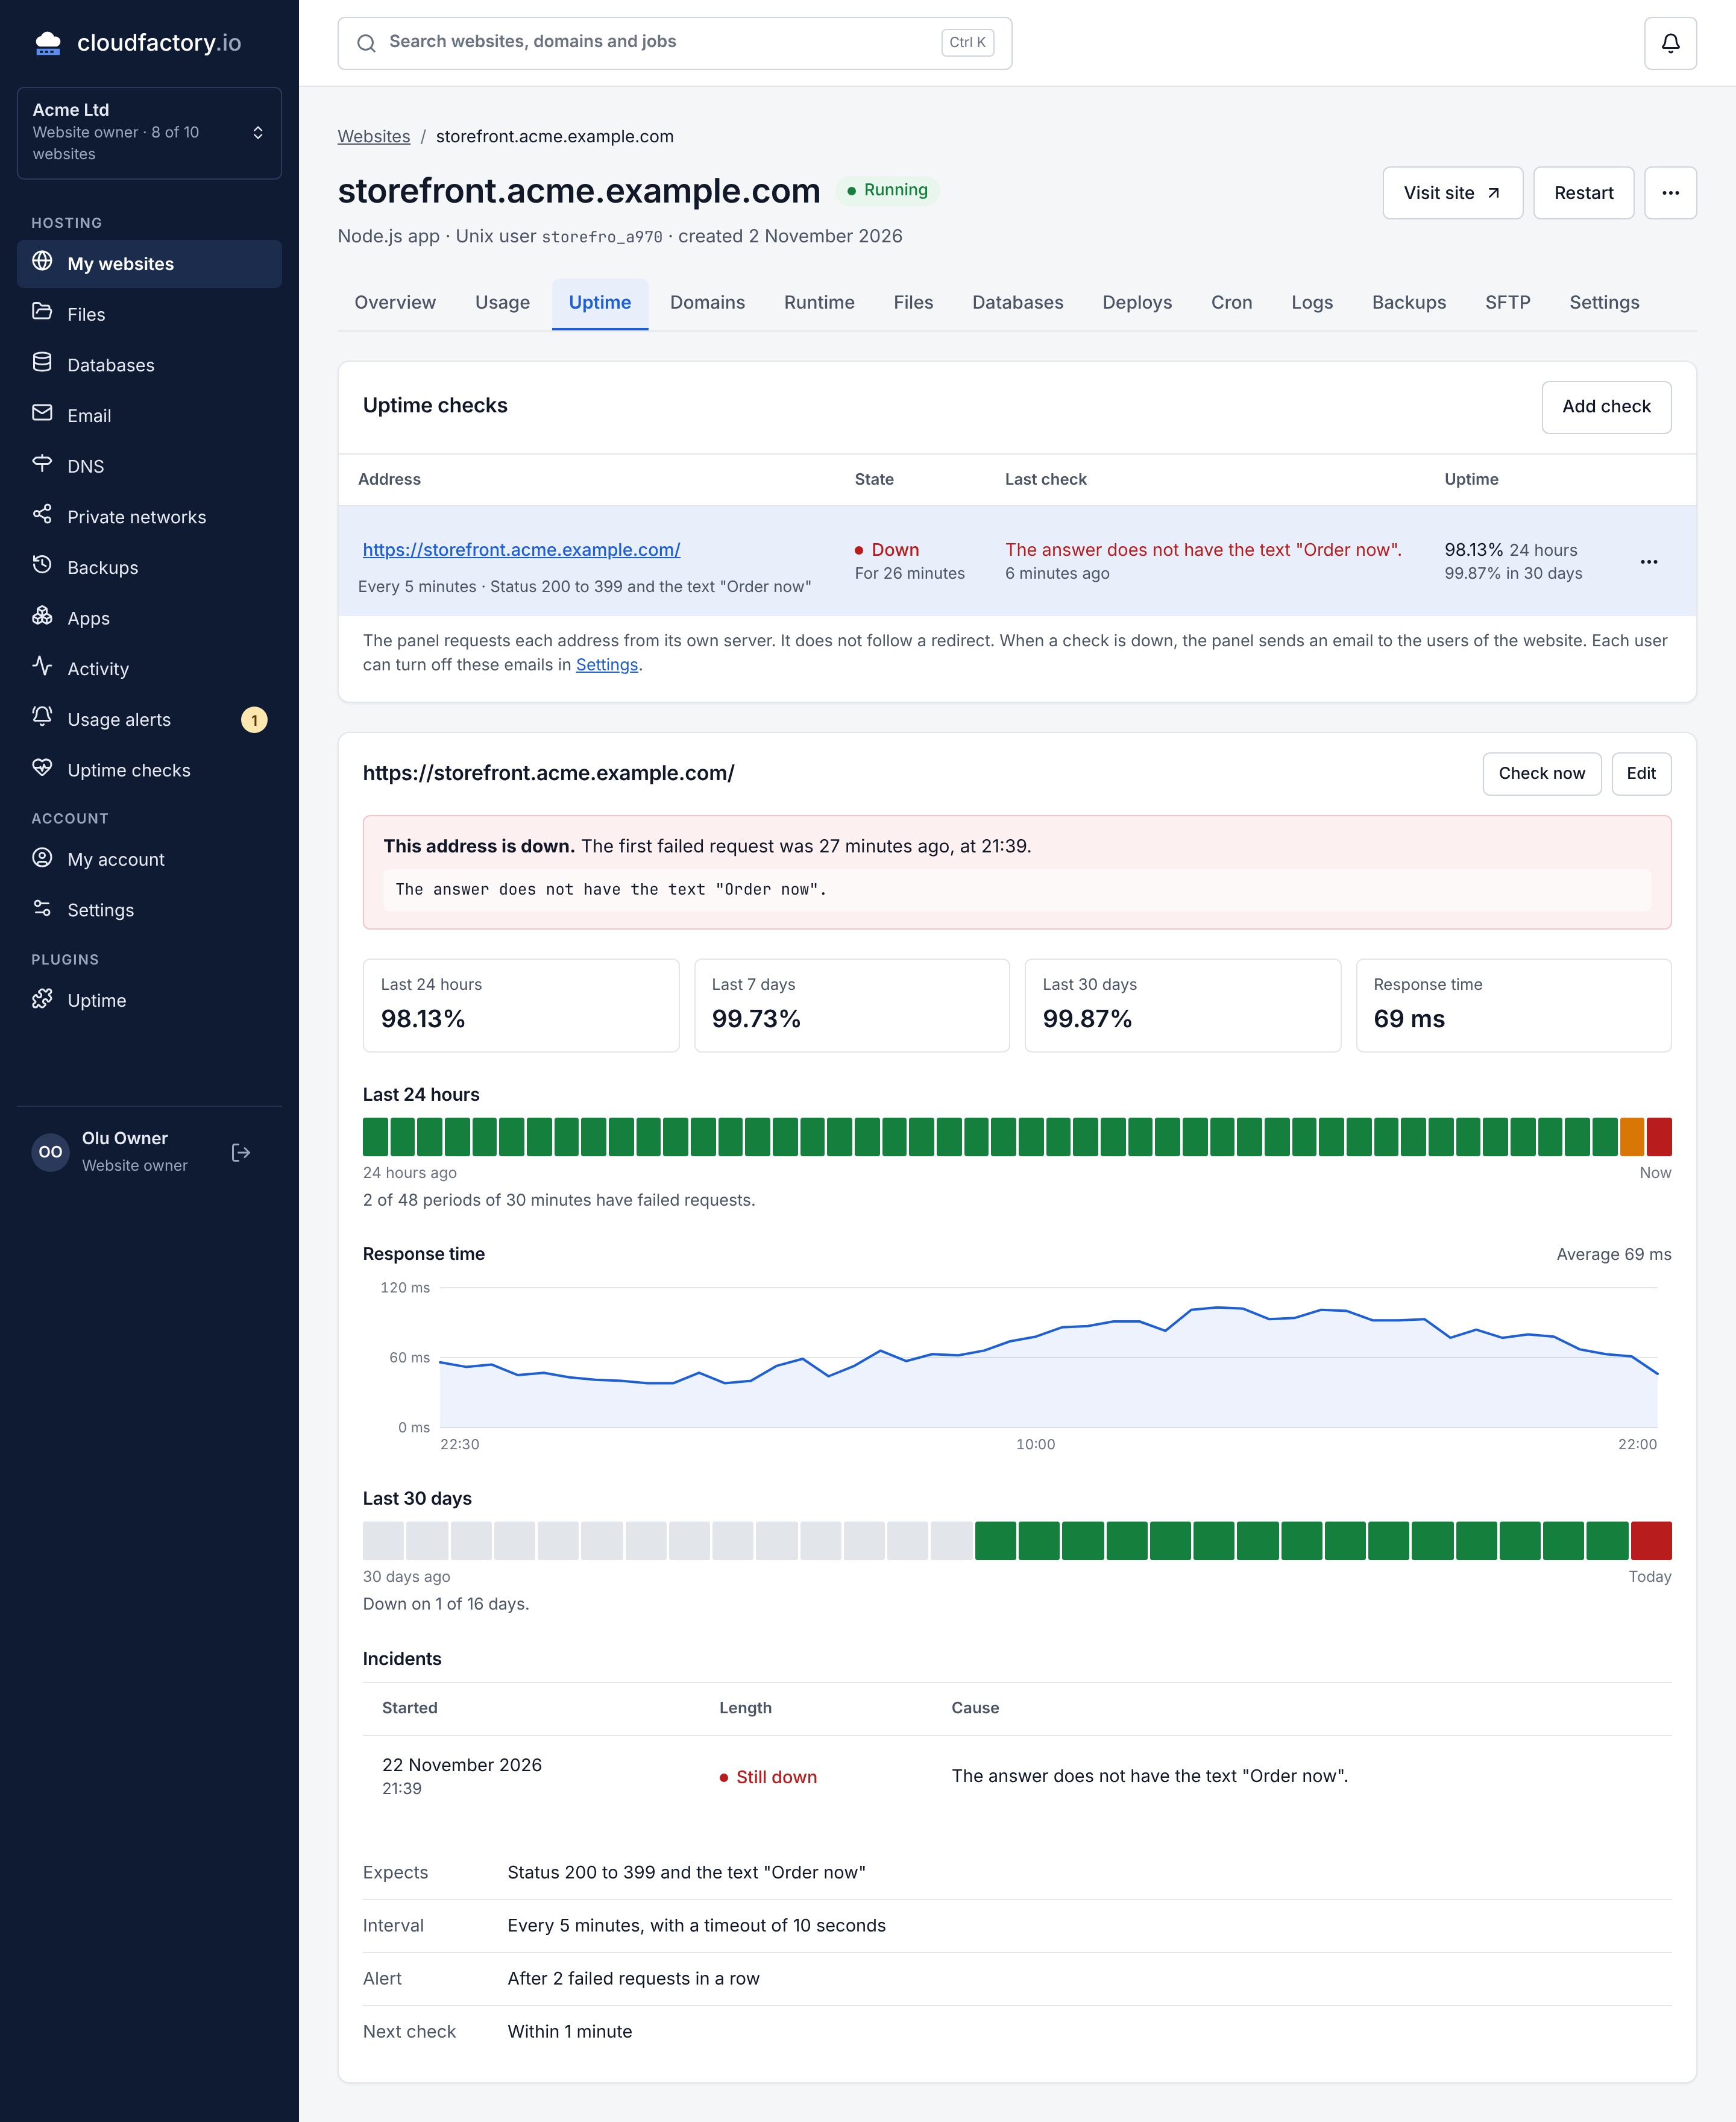 cloudfactory.io
Search websites, domains and jobs
Ctrl K
Acme Ltd
Website owner · 8 of 10
websites
HOSTING
My websites
Files
Databases
Email
DNS
Private networks
Backups
Apps
Activity
Usage alerts
1
Uptime checks
ACCOUNT
My account
Settings
PLUGINS
Uptime
OO
Olu Owner
Website owner
Websites / storefront.acme.example.com
storefront.acme.example.com
Running
Visit site
Restart
Node.js app · Unix user storefro_a970 · created 2 November 2026
Overview
Usage
Uptime
Domains
Runtime
Files
Databases
Deploys
Cron
Logs
Backups
SFTP
Settings
Uptime checks
Add check
Address
State
Last check
Uptime
https://storefront.acme.example.com/
Every 5 minutes · Status 200 to 399 and the text "Order now"
Down
For 26 minutes
The answer does not have the text "Order now".
6 minutes ago
98.13% 24 hours
99.87% in 30 days
The panel requests each address from its own server. It does not follow a redirect. When a check is down, the panel sends an email to the users of the website. Each user
can turn off these emails in Settings.
https://storefront.acme.example.com/
Check now
Edit
This address is down. The first failed request was 27 minutes ago, at 21:39.
The answer does not have the text "Order now".
Last 24 hours
98.13%
Last 7 days
99.73%
Last 30 days
99.87%
Response time
69 ms
Last 24 hours
24 hours ago
Now
2 of 48 periods of 30 minutes have failed requests.
Response time
Average 69 ms
120 ms
60 ms
0 ms
22:30
10:00
22:00
Last 30 days
30 days ago
Today
Down on 1 of 16 days.
Incidents
Started
Length
Cause
22 November 2026
21:39
Still down
The answer does not have the text "Order now".
Expects
Status 200 to 399 and the text "Order now"
Interval
Every 5 minutes, with a timeout of 10 seconds
Alert
After 2 failed requests in a row
Next check
Within 1 minute